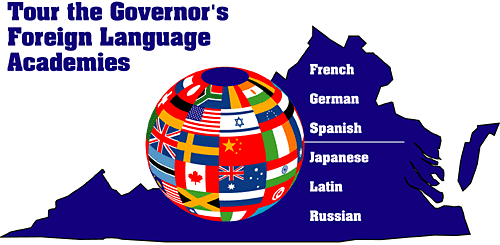 Tour the Governor's
Foreign Language
Academies
French
German
Spanish
Japanese
Latin
Russian